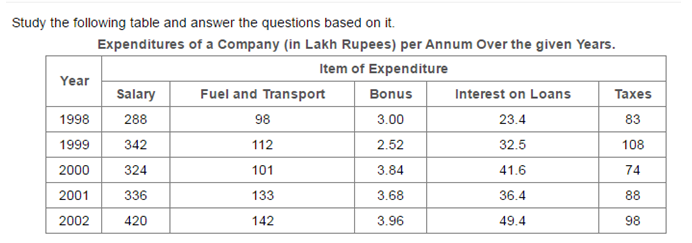 Study the following table and answer the questions based on it.
Expenditures of a Company (in Lakh Rupees) per Annum Over the given Years.
Year Item of Expenditure
Salary Fuel and Transport Bonus Interest on Loans Taxes
1998 288 98 3.00 23.4 83
1999 342 112 2.52 32.5 108
2000 324 101 3.84 41.6 74
2001 336 133 3.68 36.4 88
2002 420 142 3.96 49.4 98